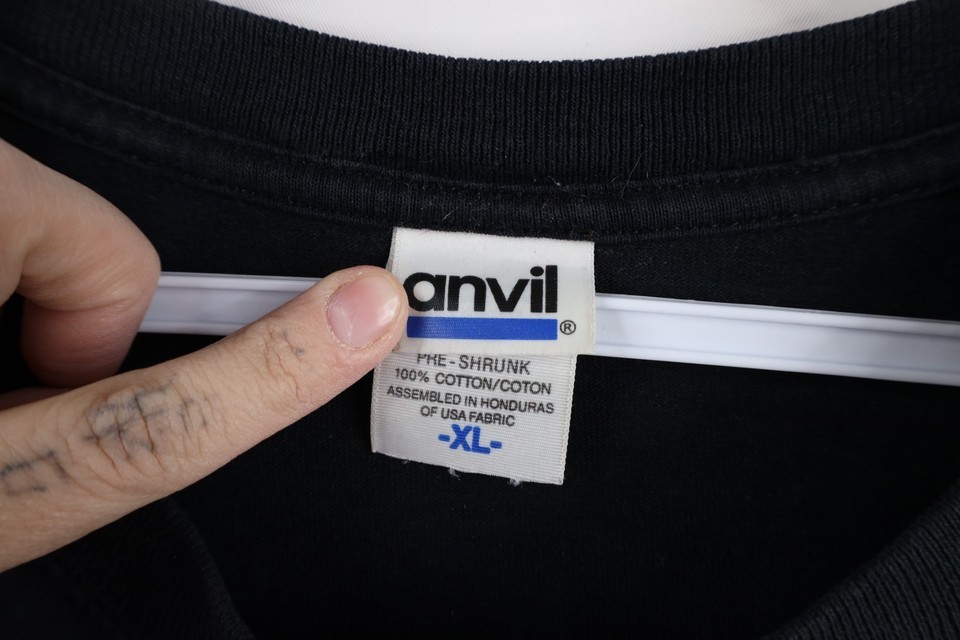 anvil
®
PRE-SHRUNK
100% COTTON/COTON
ASSEMBLED IN HONDURAS
OF USA FABRIC
-XL-